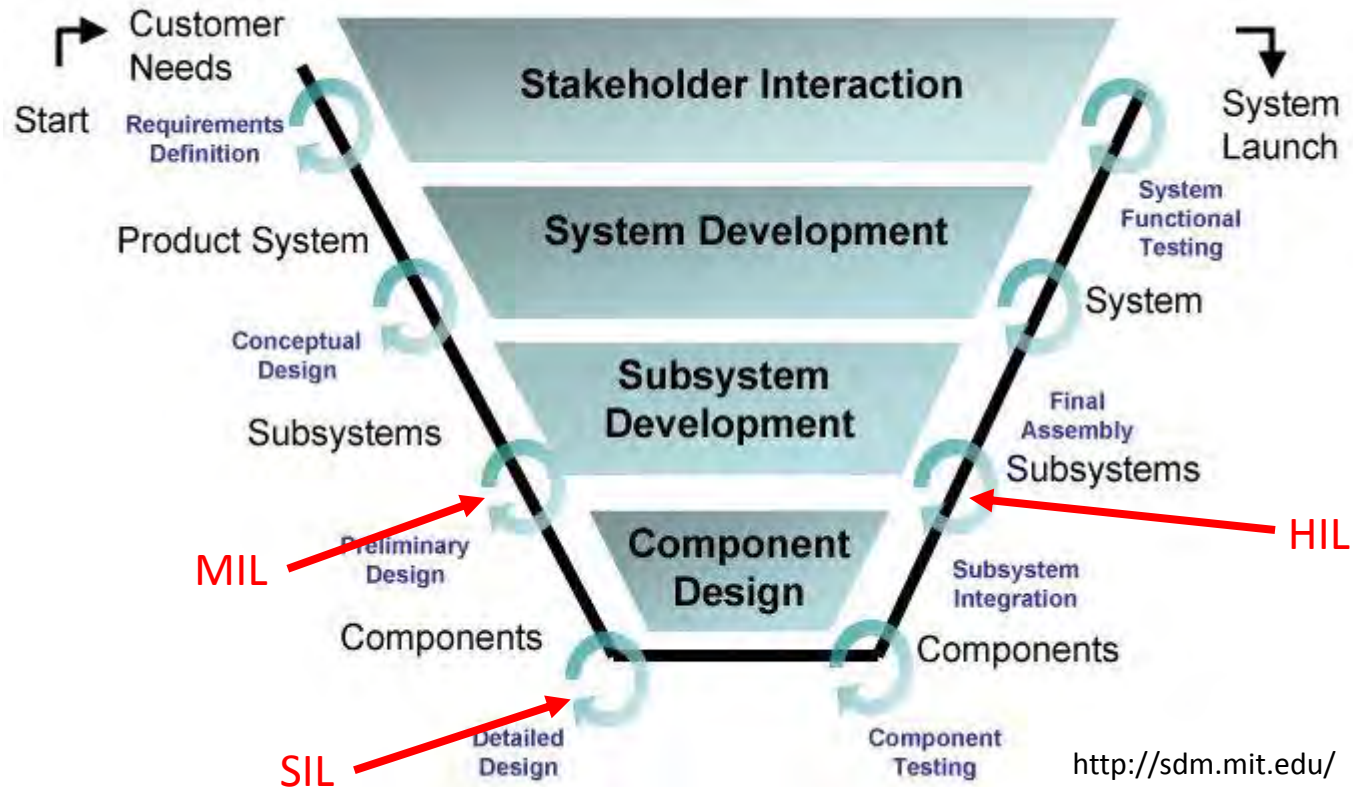 Customer
Needs
Start
Requirements
Definition
Product System
Conceptual
Design
Subsystems
MIL
Preliminary
Design
Components
SIL
Detailed
Design
Stakeholder Interaction
System Development
Subsystem
Development
Component
Design
System
Launch
System
Functional
Testing
System
Final
Assembly
Subsystems
HIL
Subsystem
Integration
Components
Component
Testing
http://sdm.mit.edu/